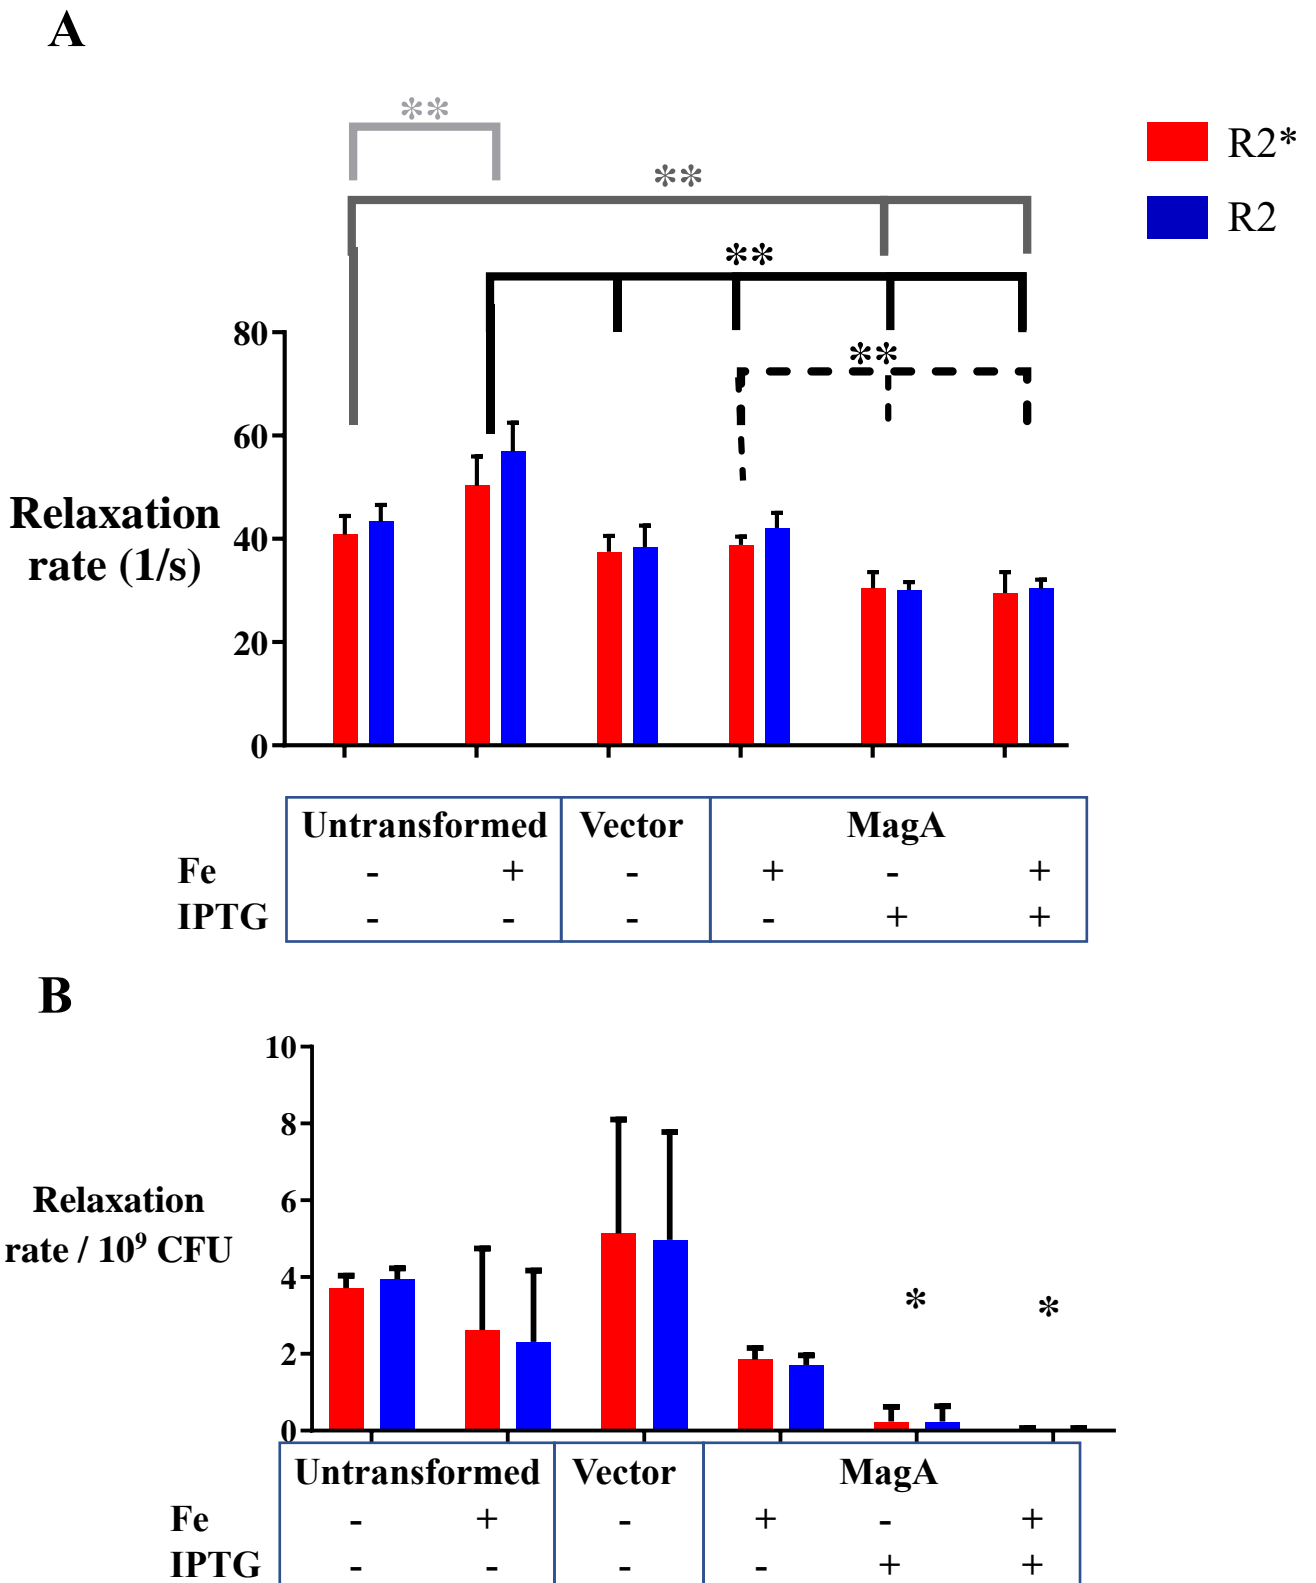 A
**
**
**
**
R2*
R2
80
60
40
20
0
Relaxation
rate (1/s)
Untransformed Vector MagA
Fe - + - + - +
IPTG - - - - + +
B
10
8
6
4
2
0
Relaxation
rate / 10⁹ CFU
* *
Untransformed Vector MagA
Fe - + - + - +
IPTG - - - - + +